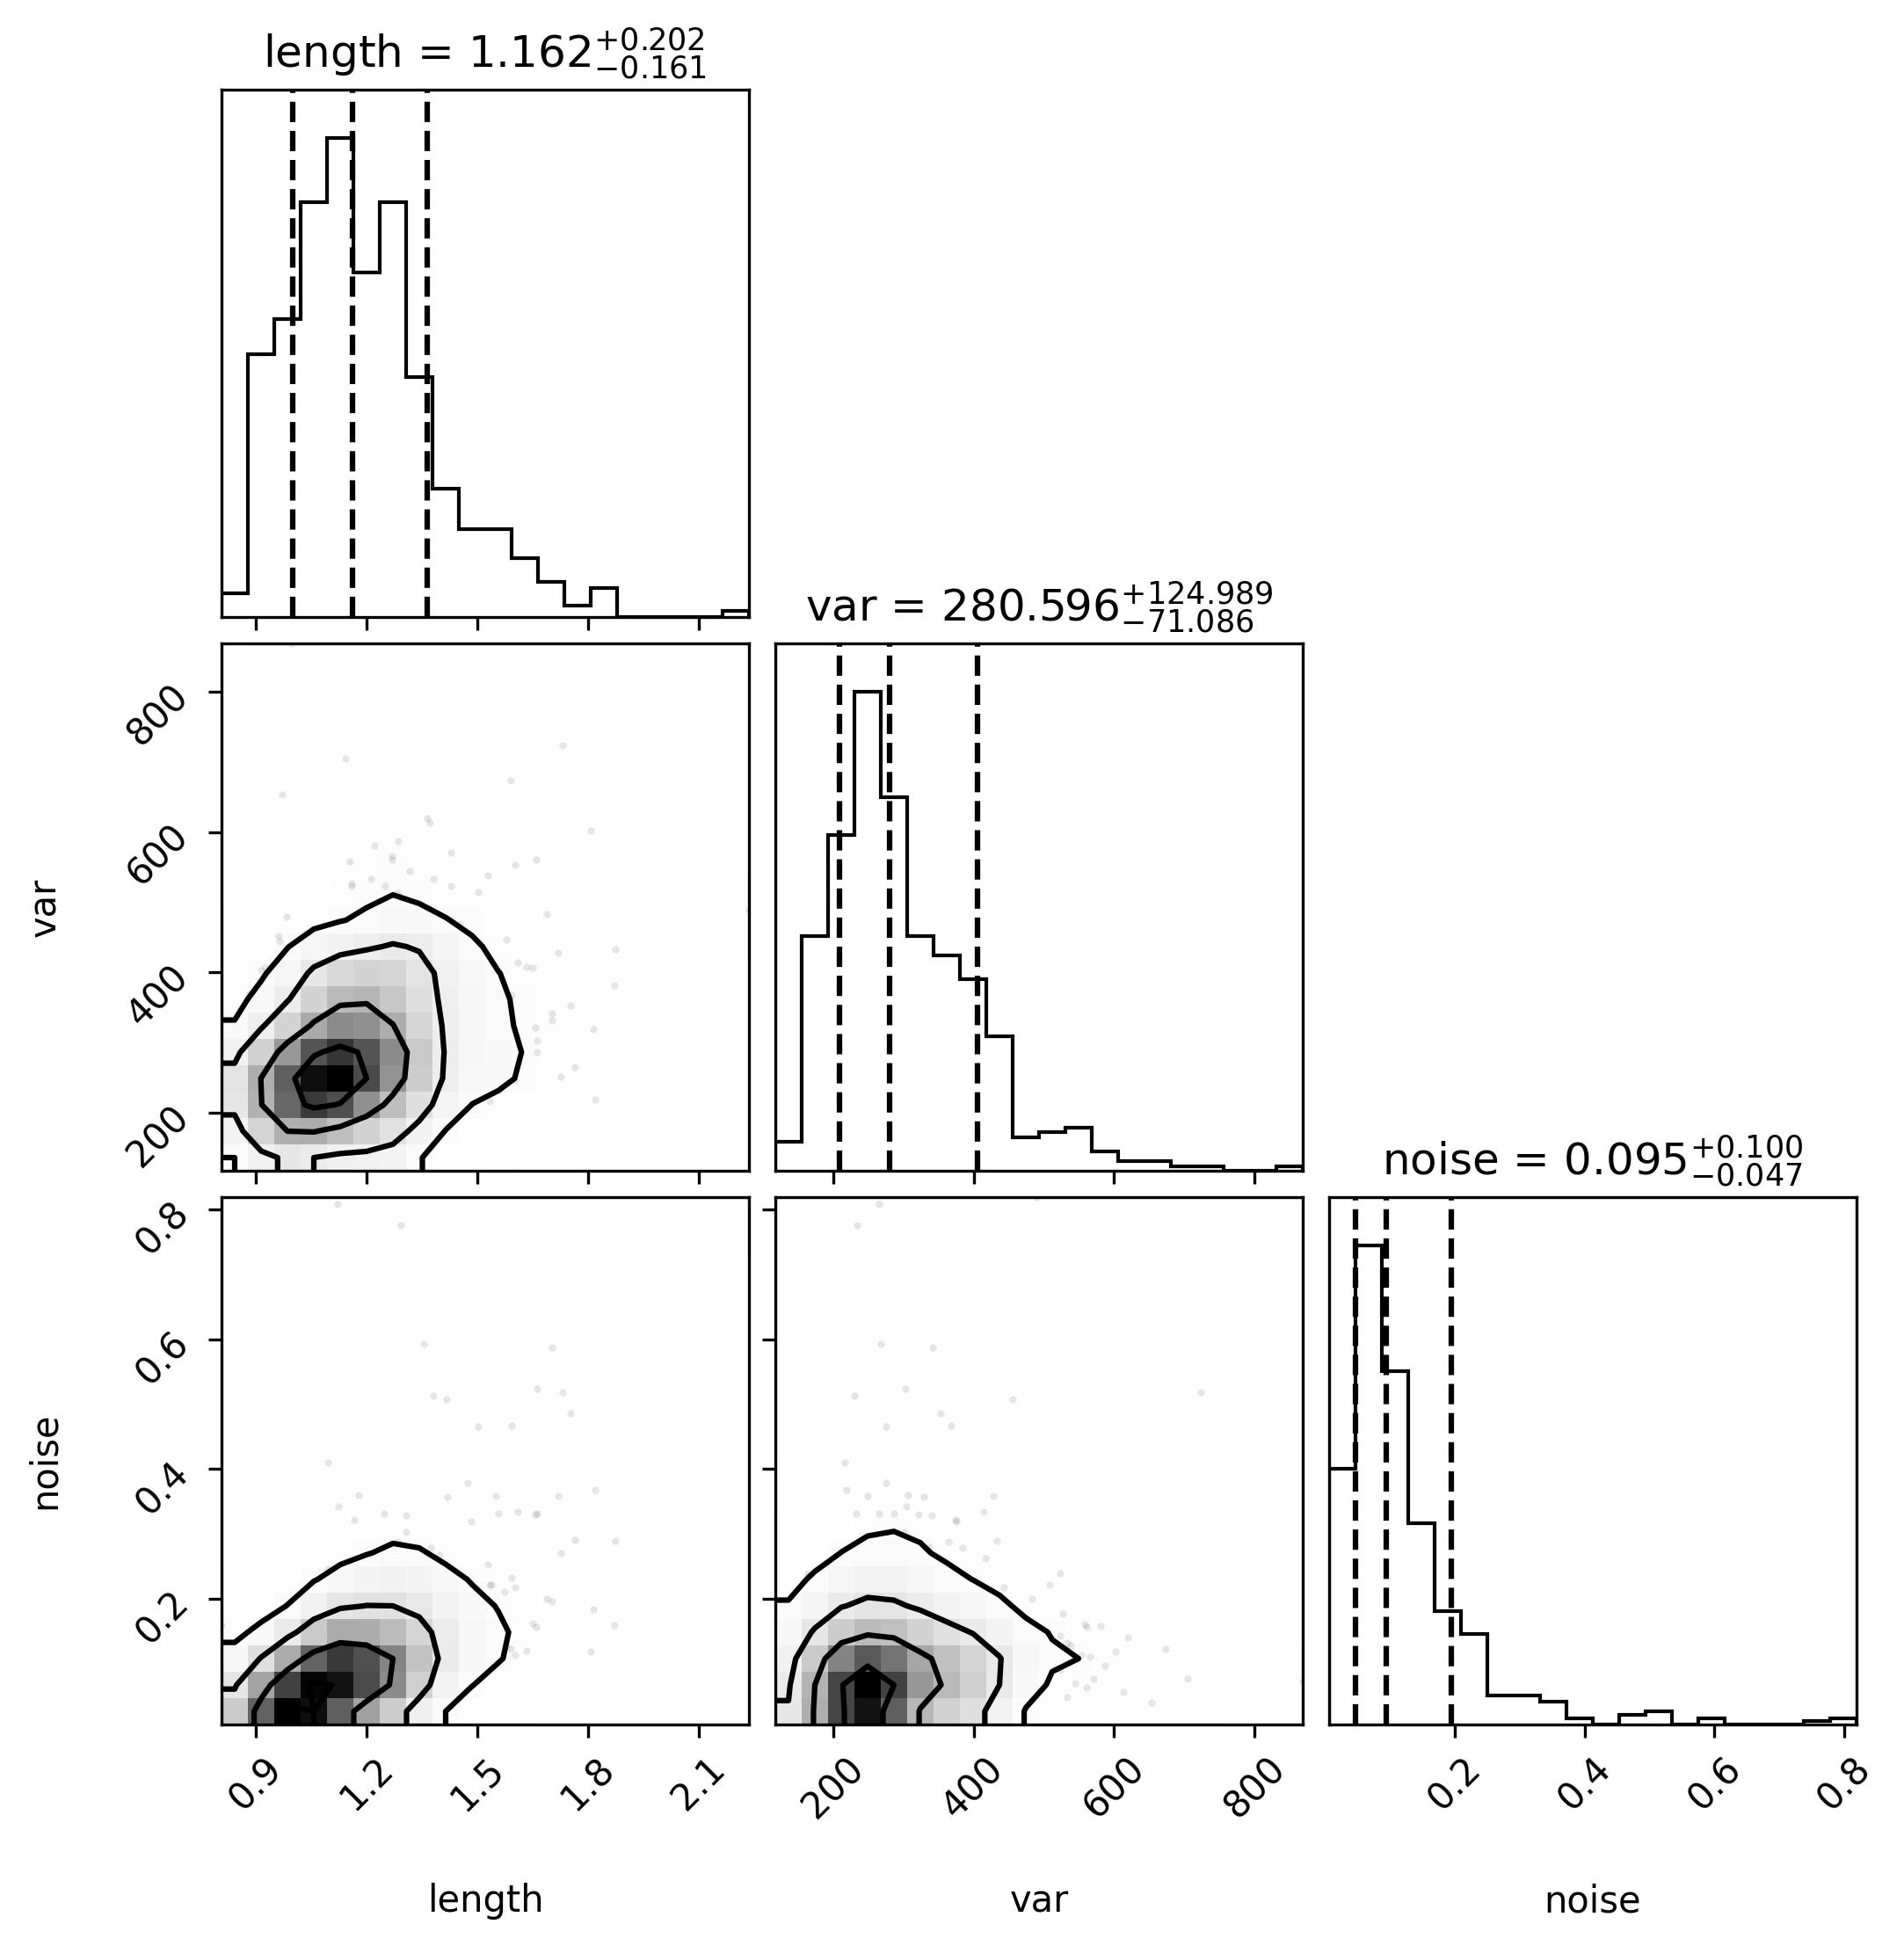 length = 1.162 +0.202 −0.161
var = 280.596 +124.989 −71.086
800
600
400
200
var
noise = 0.095 +0.100 −0.047
0.8
0.6
0.4
0.2
noise
0.9 1.2 1.5 1.8 2.1 200 400 600 800 0.2 0.4 0.6 0.8
length var noise